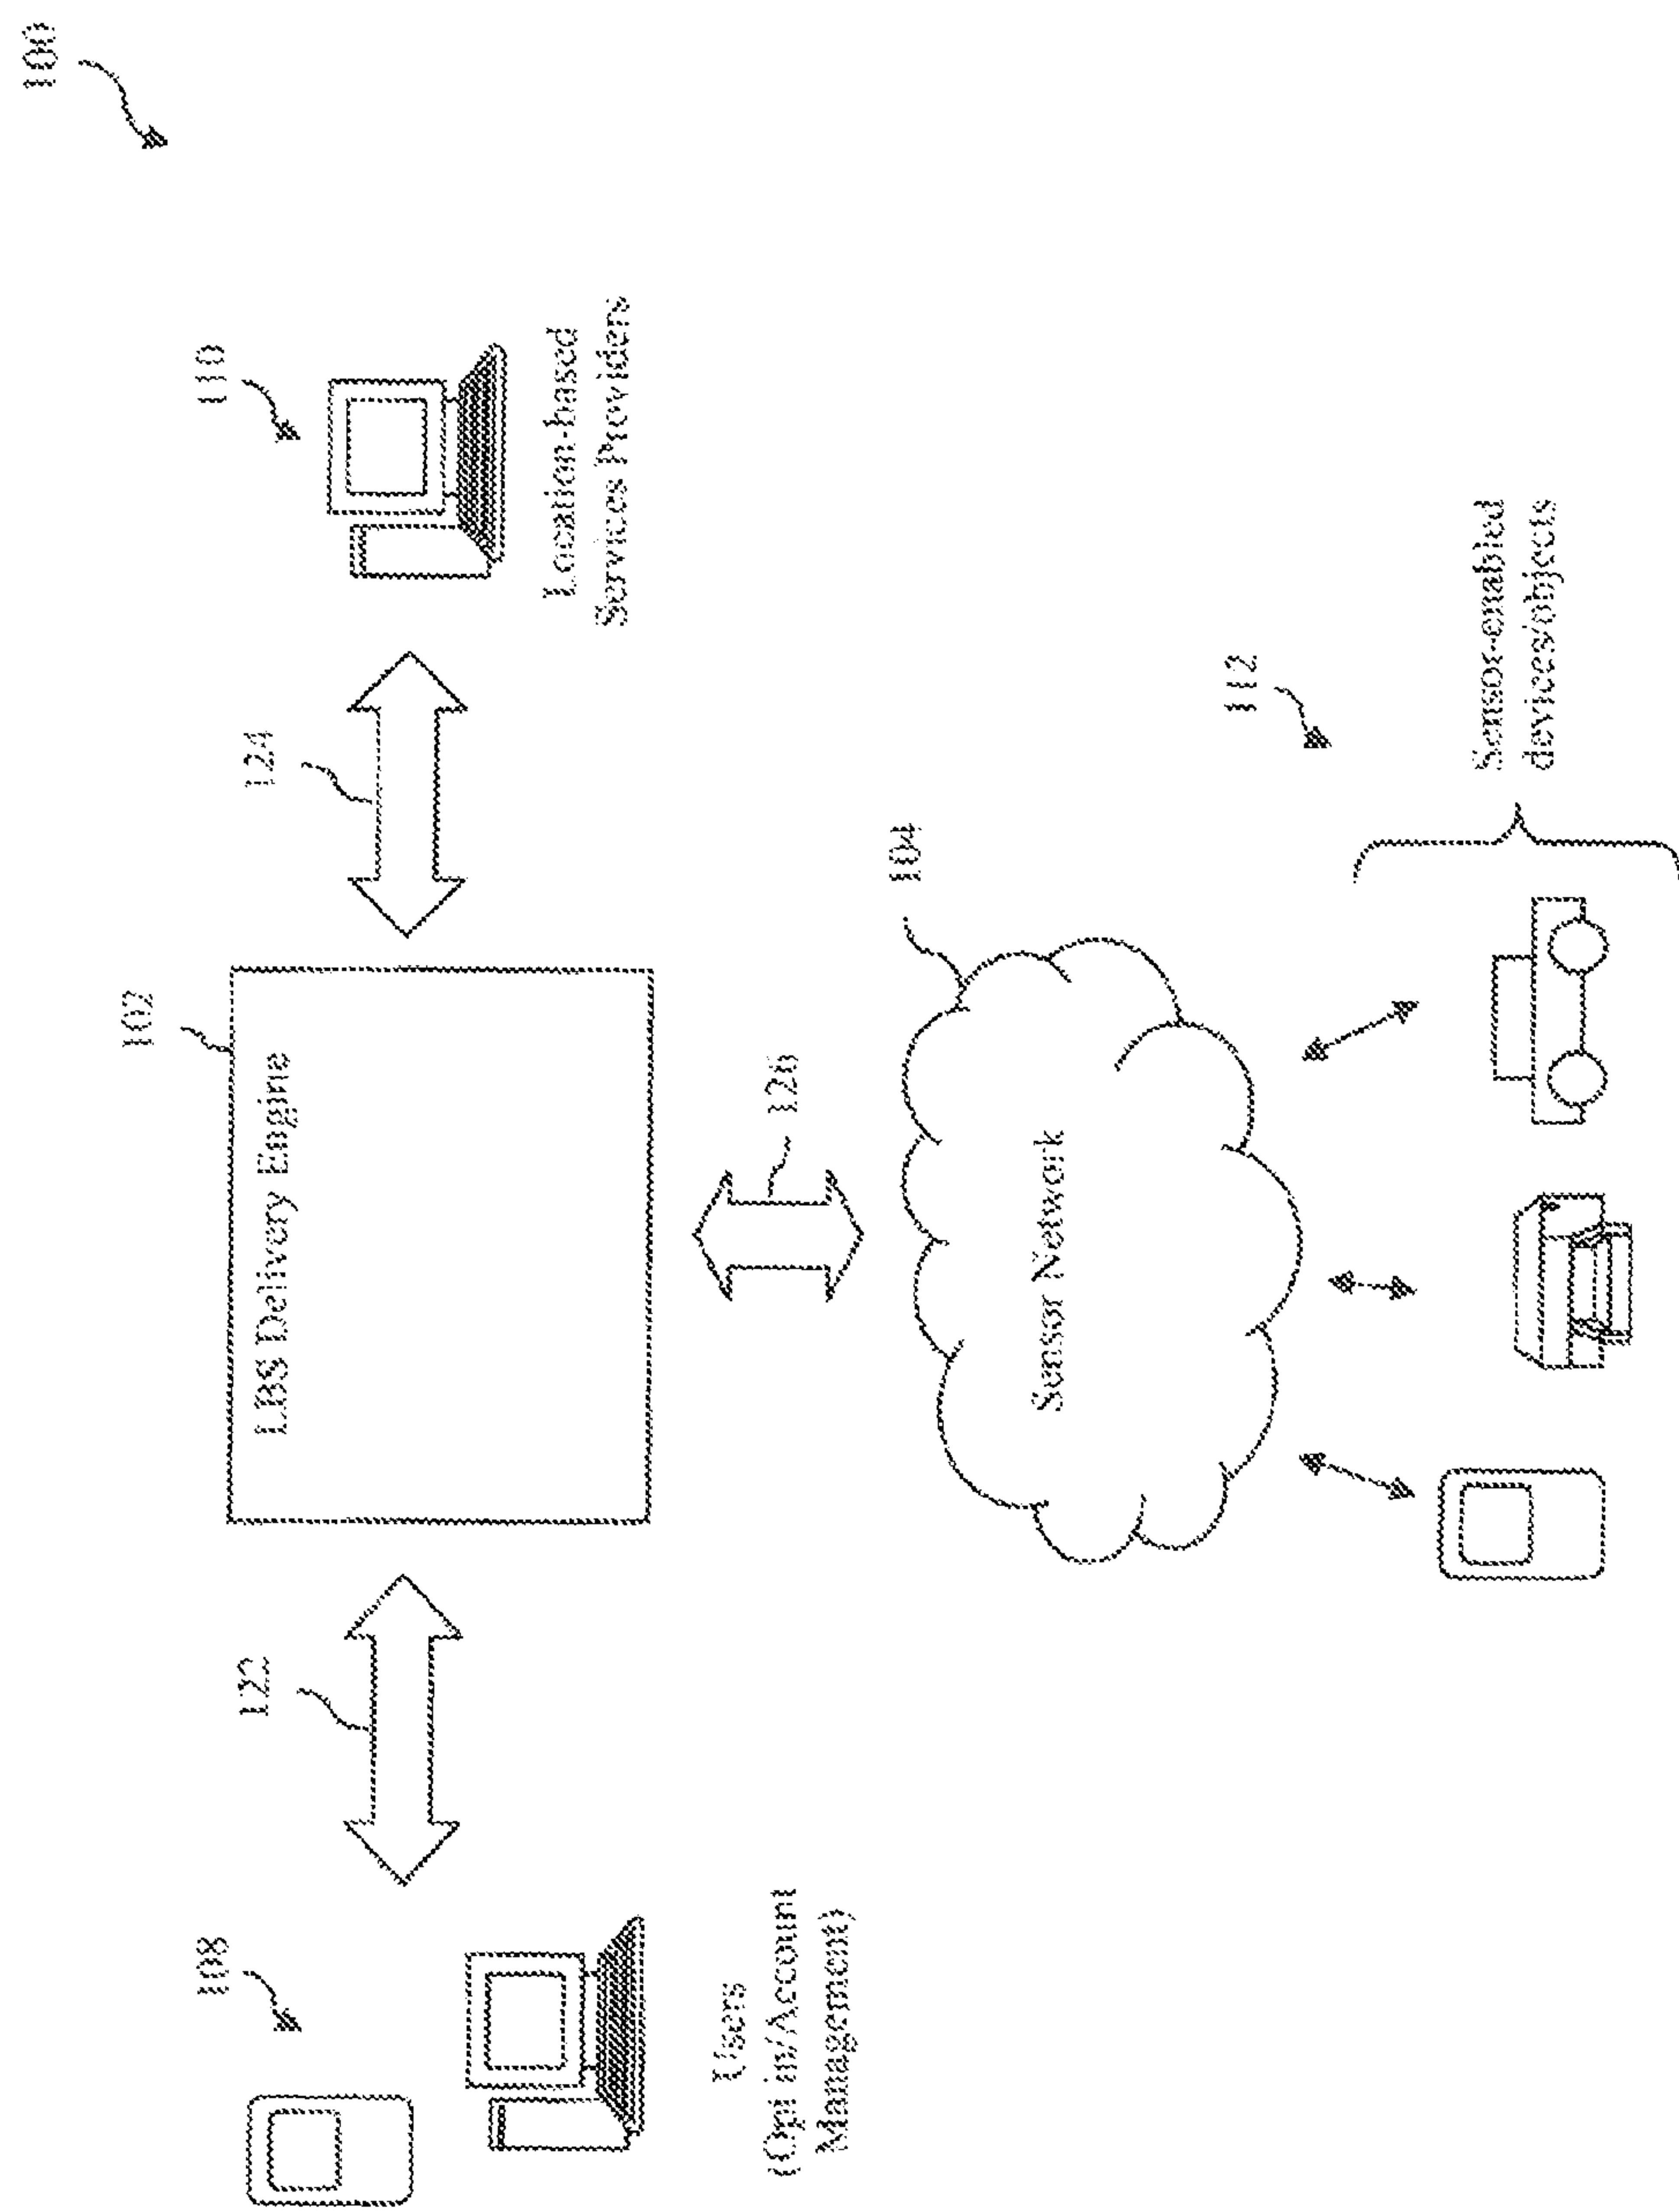 100
102
LBS Delivery Engine
108
122
124
110
Users
(Opt in/Account
Management)
126
Location-based
Services Providers
104
Sensor Network
112
Sensor-enabled
devices/objects